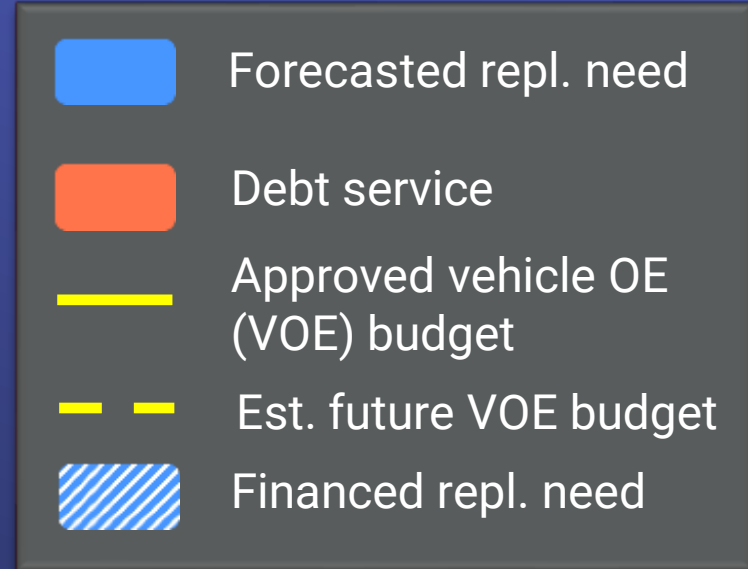 Forecasted repl. need
Debt service
Approved vehicle OE
(VOE) budget
Est. future VOE budget
Financed repl. need